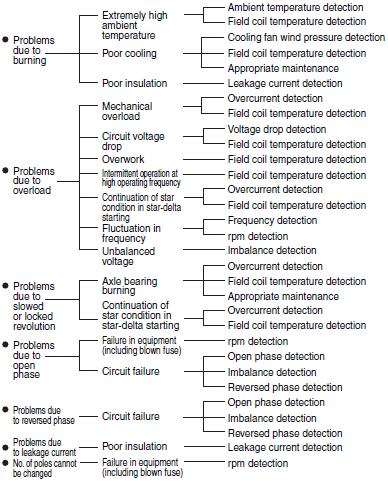 Extremely high
ambient
temperature
Ambient temperature detection
Field coil temperature detection
● Problems
due to
burning
Poor cooling
Cooling fan wind pressure detection
Field coil temperature detection
Appropriate maintenance
Poor insulation
Leakage current detection
Mechanical
overload
Overcurrent detection
Field coil temperature detection
Circuit voltage
drop
Voltage drop detection
Field coil temperature detection
● Problems
due to
overload
Overwork
Field coil temperature detection
Intermittent operation at
high operating frequency
Field coil temperature detection
Continuation of star
condition in star-delta
starting
Overcurrent detection
Field coil temperature detection
Fluctuation in
frequency
Frequency detection
rpm detection
Unbalanced
voltage
Imbalance detection
● Problems
due to
slowed
or locked
revolution
Axle bearing
burning
Overcurrent detection
Field coil temperature detection
Appropriate maintenance
Continuation of
star condition in
star-delta starting
Overcurrent detection
Field coil temperature detection
● Problems
due to
open
phase
Failure in equipment
(including blown fuse)
rpm detection
Circuit failure
Open phase detection
Imbalance detection
Reversed phase detection
● Problems due
to reversed phase
Circuit failure
Open phase detection
Imbalance detection
Reversed phase detection
● Problems due
to leakage current
Poor insulation
Leakage current detection
● No. of poles cannot
be changed
Failure in equipment
(including blown fuse)
rpm detection